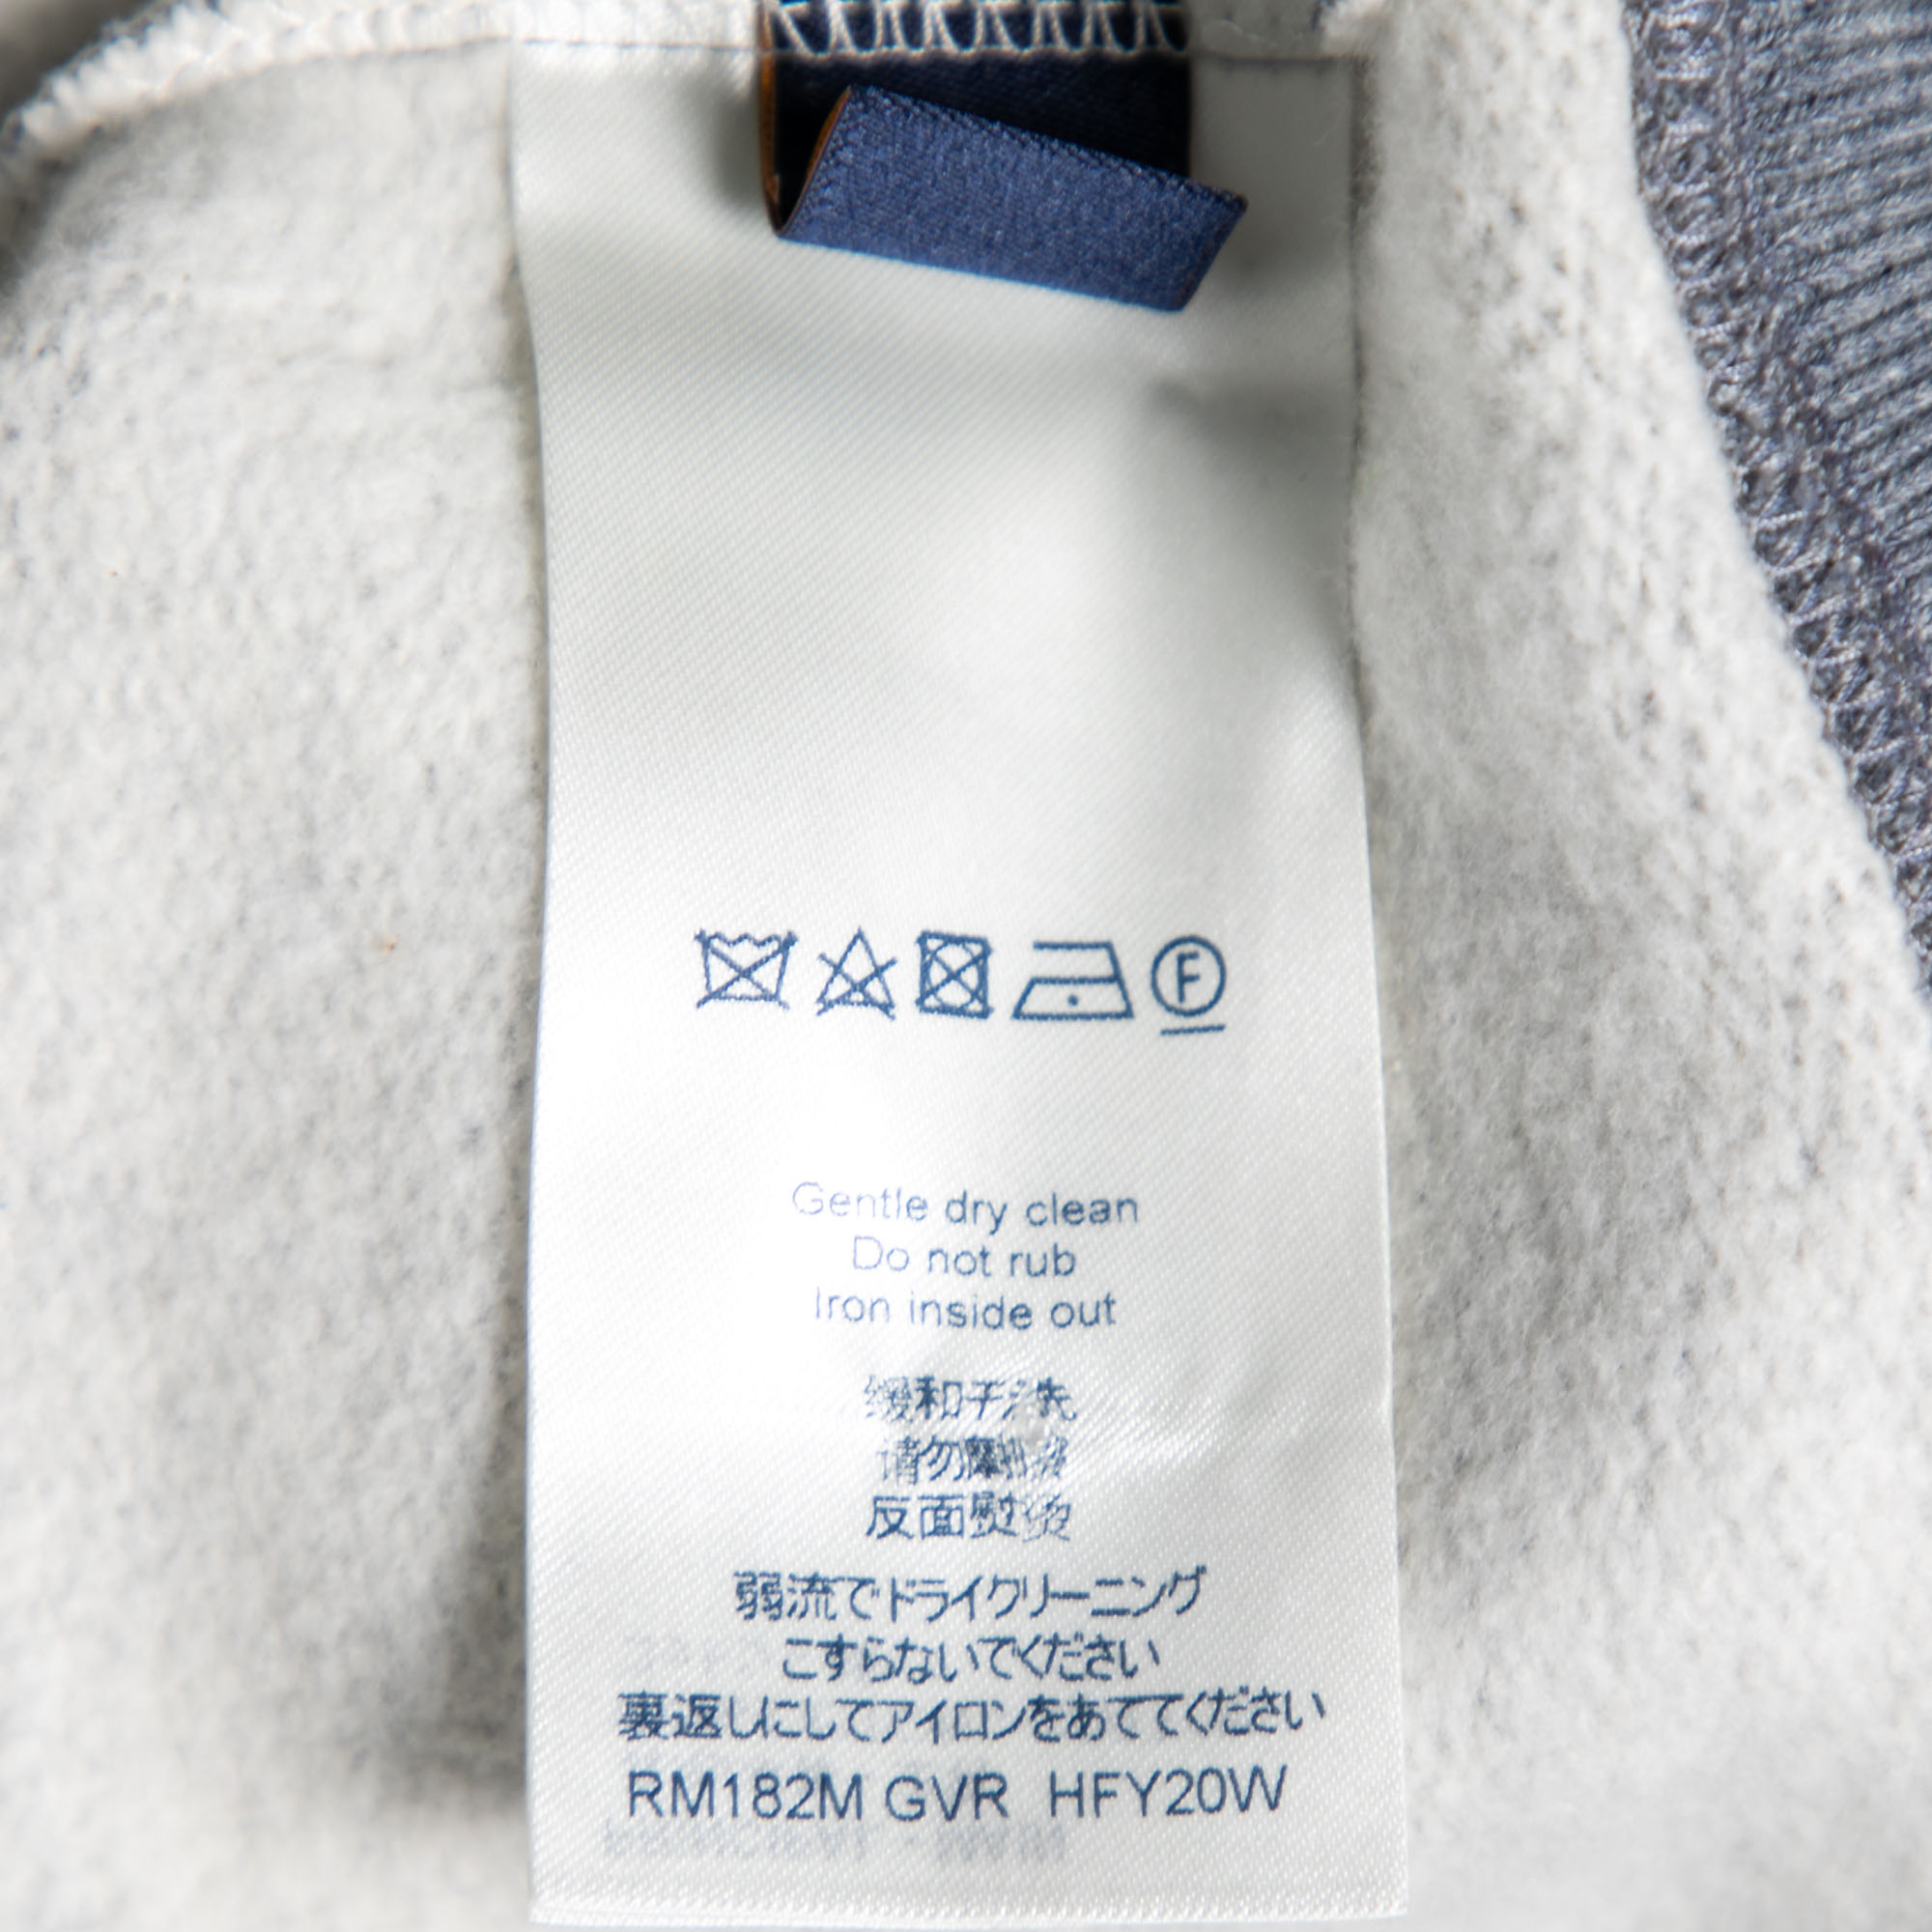 F
Gentle dry clean
Do not rub
Iron inside out
缓和干洗
请勿摩擦
反面熨烫
弱流でドライクリーニング
こすらないでください
裏返しにしてアイロンをあててください
RM182M GVR HFY20W